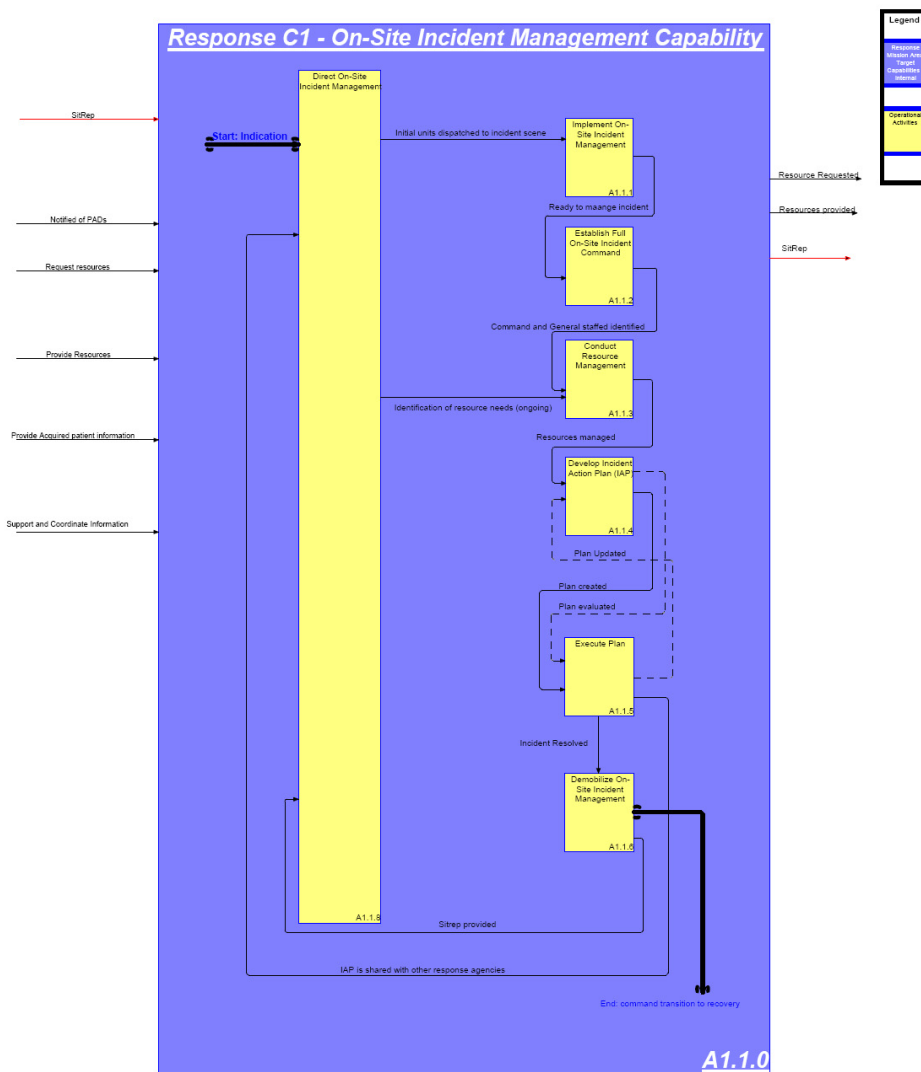 Response C1 - On-Site Incident Management Capability
Legend
Response
Mission Area
Target
Capabilities
Internal
Operational
Activities
SitRep
Notified of PADs
Request resources
Provide Resources
Provide Acquired patient information
Support and Coordinate Information
Start: Indication
Direct On-Site
Incident Management
A1.1.8
Initial units dispatched to incident scene
Implement On-
Site Incident
Management
A1.1.1
Ready to maange incident
Establish Full
On-Site Incident
Command
A1.1.2
Command and General staffed identified
Conduct
Resource
Management
A1.1.3
Identification of resource needs (ongoing)
Resources managed
Develop Incident
Action Plan (IAP)
A1.1.4
Plan Updated
Plan created
Plan evaluated
Execute Plan
A1.1.5
Incident Resolved
Demobilize On-
Site Incident
Management
A1.1.6
Sitrep provided
IAP is shared with other response agencies
End: command transition to recovery
Resource Requested
Resources provided
SitRep
A1.1.0